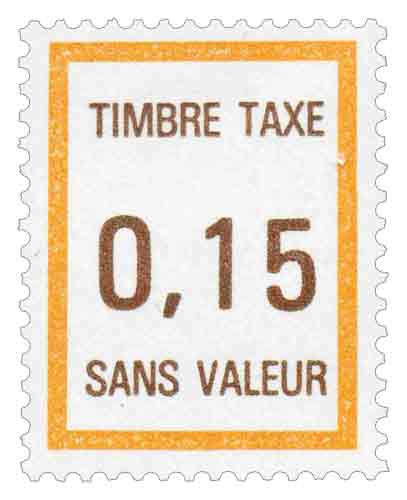 TIMBRE TAXE
0,15
SANS VALEUR